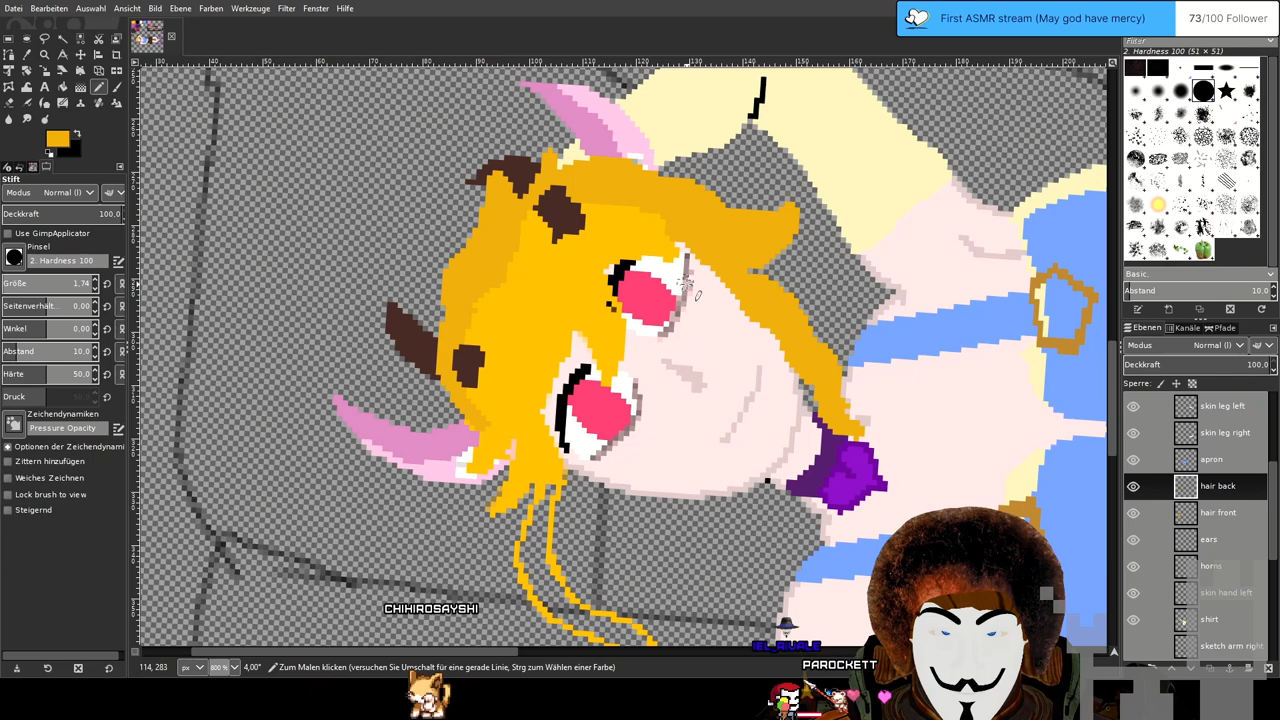 Datei Bearbeiten Auswahl Ansicht Bild Ebene Farben Werkzeuge Filter Fenster Hilfe
First ASMR stream (May god have mercy) 73/100 Follower
Filter
2. Hardness 100 (51 × 51)
Stift
Modus Normal (l)
Deckkraft 100,0
Use GimpApplicator
Pinsel
2. Hardness 100
Größe 1,74
Seitenverhält... 0,00
Winkel 0,00
Abstand 10,0
Härte 50,0
Druck 50,0
Zeichendynamiken
Pressure Opacity
Optionen der Zeichendynami
Zittern hinzufügen
Weiches Zeichnen
Lock brush to view
Steigernd
Basic,
Abstand 10,0
Ebenen Kanäle Pfade
Modus Normal (l)
Deckkraft 100,0
Sperre:
skin leg left
skin leg right
apron
hair back
hair front
ears
horns
skin hand left
shirt
sketch arm right
CHIHIROSAYSHI
PAROCKETT
114, 283 px 800 % 4,00° Zum Malen klicken (versuchen Sie Umschalt für eine gerade Linie, Strg zum Wählen einer Farbe)